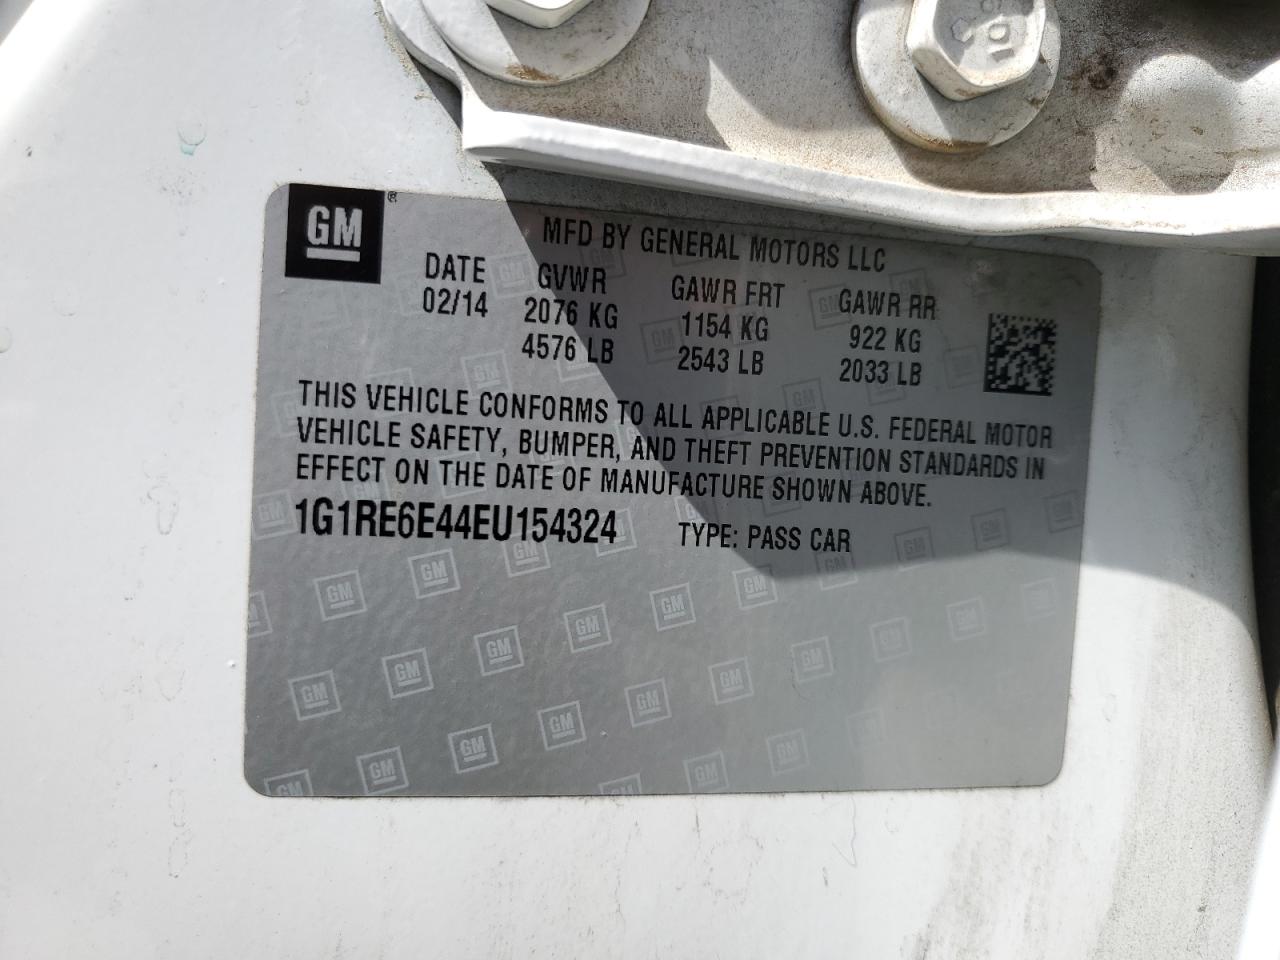 GM ®
MFD BY GENERAL MOTORS LLC
DATE GVWR GAWR FRT GAWR RR
02/14 2076 KG 1154 KG 922 KG
4576 LB 2543 LB 2033 LB
THIS VEHICLE CONFORMS TO ALL APPLICABLE U.S. FEDERAL MOTOR
VEHICLE SAFETY, BUMPER, AND THEFT PREVENTION STANDARDS IN
EFFECT ON THE DATE OF MANUFACTURE SHOWN ABOVE.
1G1RE6E44EU154324 TYPE: PASS CAR